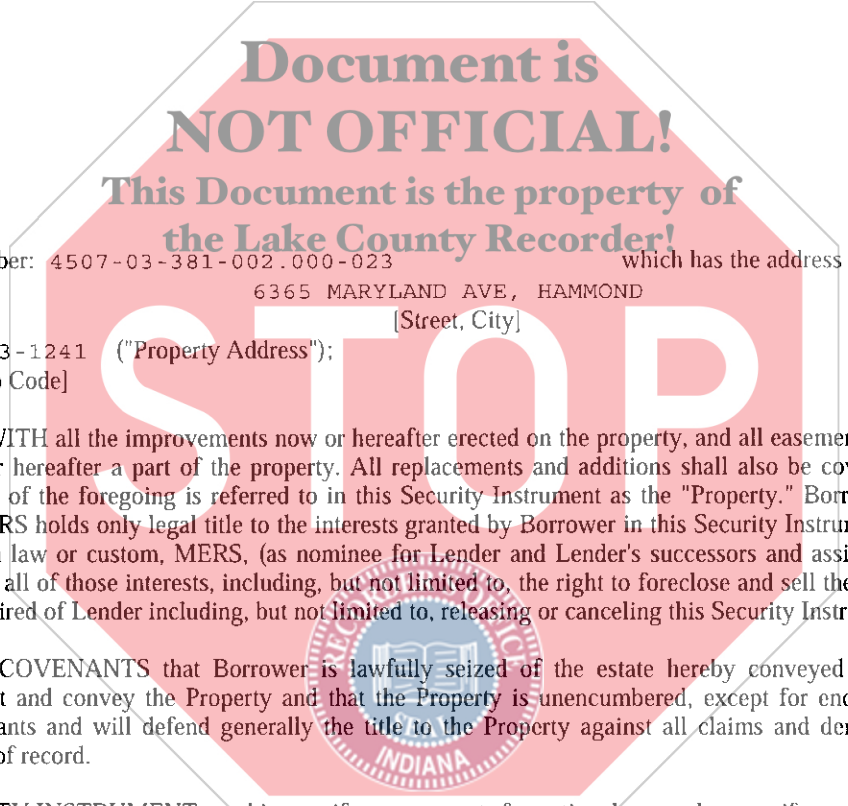 Document is
NOT OFFICIAL!
This Document is the property of
the Lake County Recorder!
ber: 4507-03-381-002.000-023 which has the address
6365 MARYLAND AVE, HAMMOND
[Street, City]
3-1241 ("Property Address");
Code]
STOP
WITH all the improvements now or hereafter erected on the property, and all easemen
hereafter a part of the property. All replacements and additions shall also be cov
of the foregoing is referred to in this Security Instrument as the "Property." Borr
RS holds only legal title to the interests granted by Borrower in this Security Instru
law or custom, MERS, (as nominee for Lender and Lender's successors and assi
all of those interests, including, but not limited to, the right to foreclose and sell the
ired of Lender including, but not limited to, releasing or canceling this Security Instr
COVENANTS that Borrower is lawfully seized of the estate hereby conveyed
t and convey the Property and that the Property is unencumbered, except for enc
ants and will defend generally the title to the Property against all claims and de
of record.
RECORDER'S OFFICE
SEAL
INDIANA